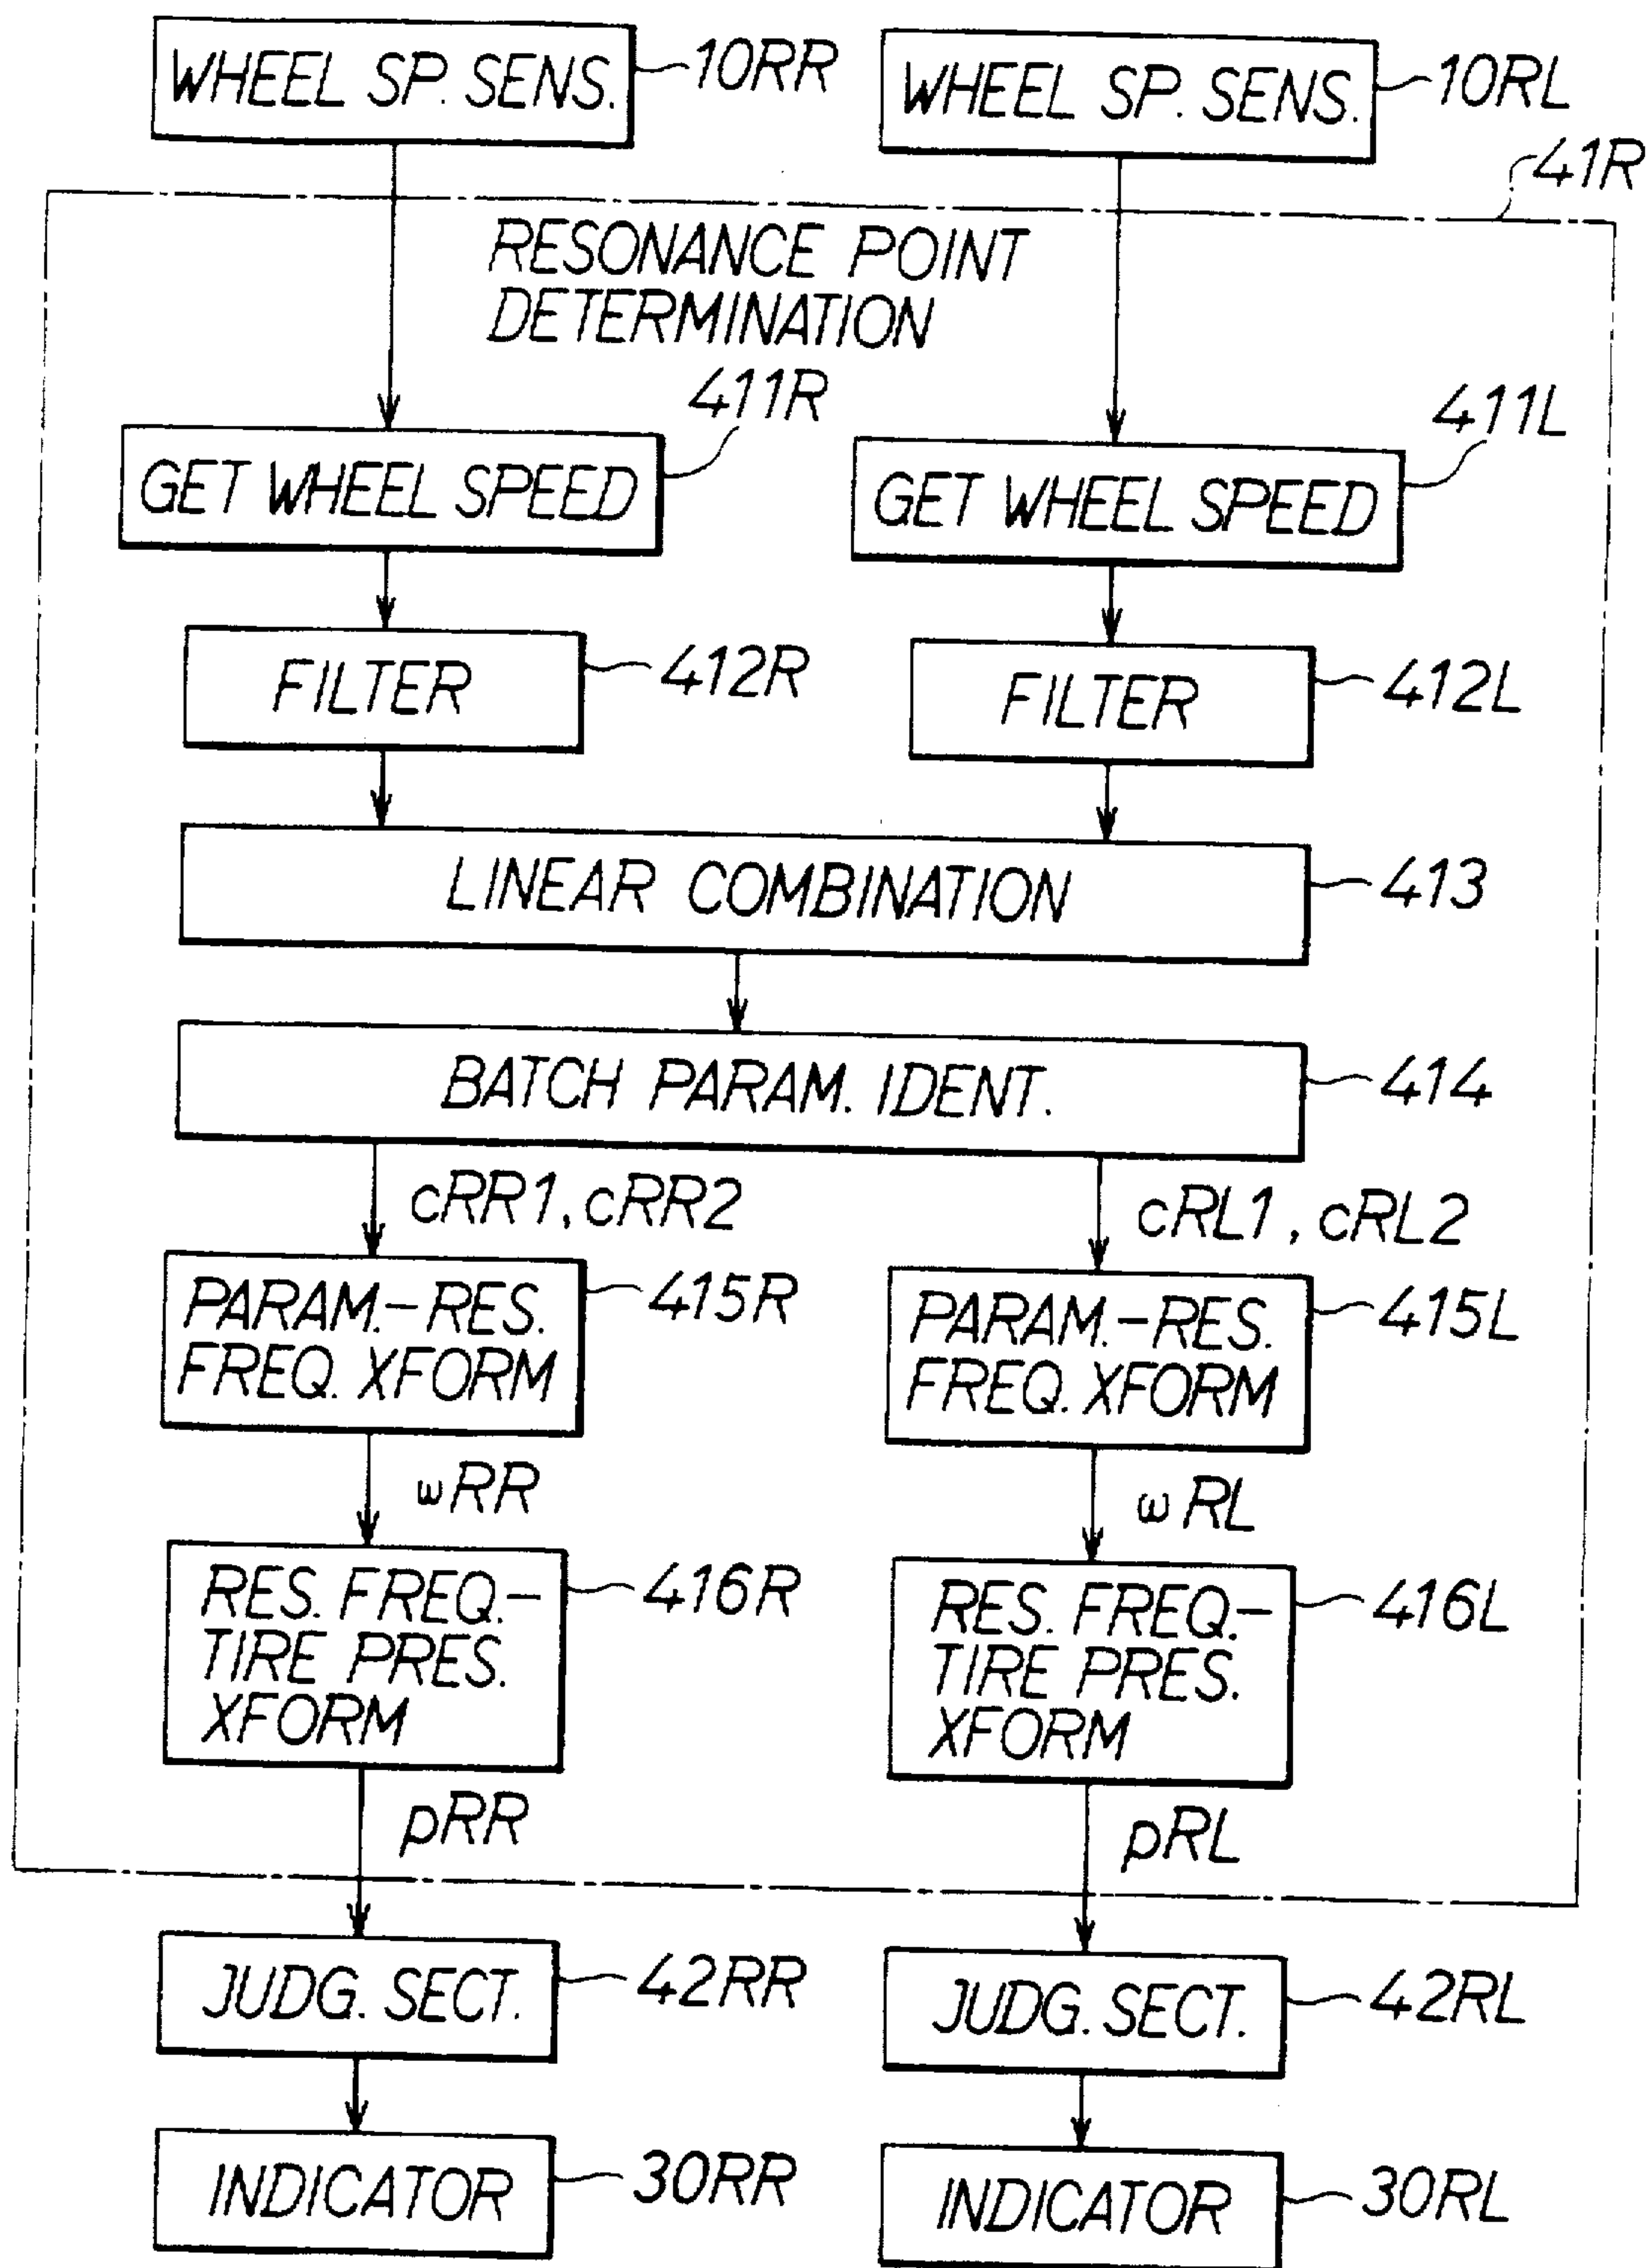 WHEEL SP. SENS.
10RR
WHEEL SP. SENS.
10RL
41R
RESONANCE POINT
DETERMINATION
411R
411L
GET WHEEL SPEED
GET WHEEL SPEED
FILTER
412R
FILTER
412L
LINEAR COMBINATION
413
BATCH PARAM. IDENT.
414
cRR1, cRR2
cRL1, cRL2
PARAM.-RES.
FREQ. XFORM
415R
PARAM.-RES.
FREQ. XFORM
415L
ωRR
ωRL
RES. FREQ.-
TIRE PRES.
XFORM
416R
RES. FREQ.-
TIRE PRES.
XFORM
416L
pRR
pRL
JUDG. SECT.
42RR
JUDG. SECT.
42RL
INDICATOR
30RR
INDICATOR
30RL